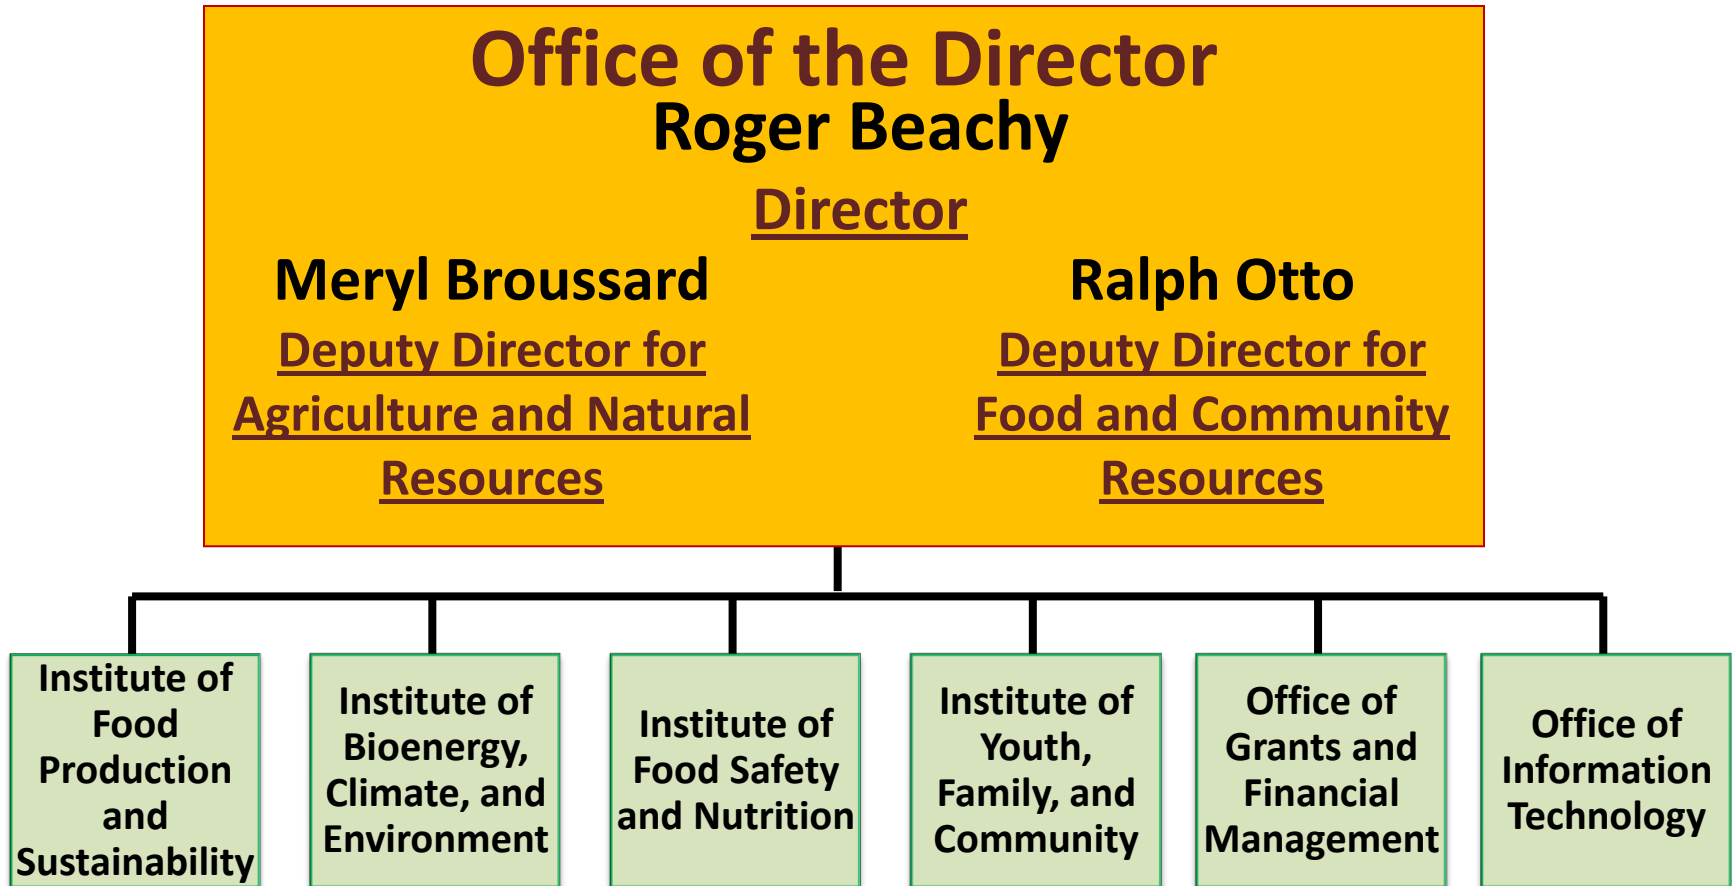 Office of the Director
Roger Beachy
Director
Meryl Broussard
Deputy Director for
Agriculture and Natural
Resources
Ralph Otto
Deputy Director for
Food and Community
Resources
Institute of
Food
Production
and
Sustainability
Institute of
Bioenergy,
Climate, and
Environment
Institute of
Food Safety
and Nutrition
Institute of
Youth,
Family, and
Community
Office of
Grants and
Financial
Management
Office of
Information
Technology